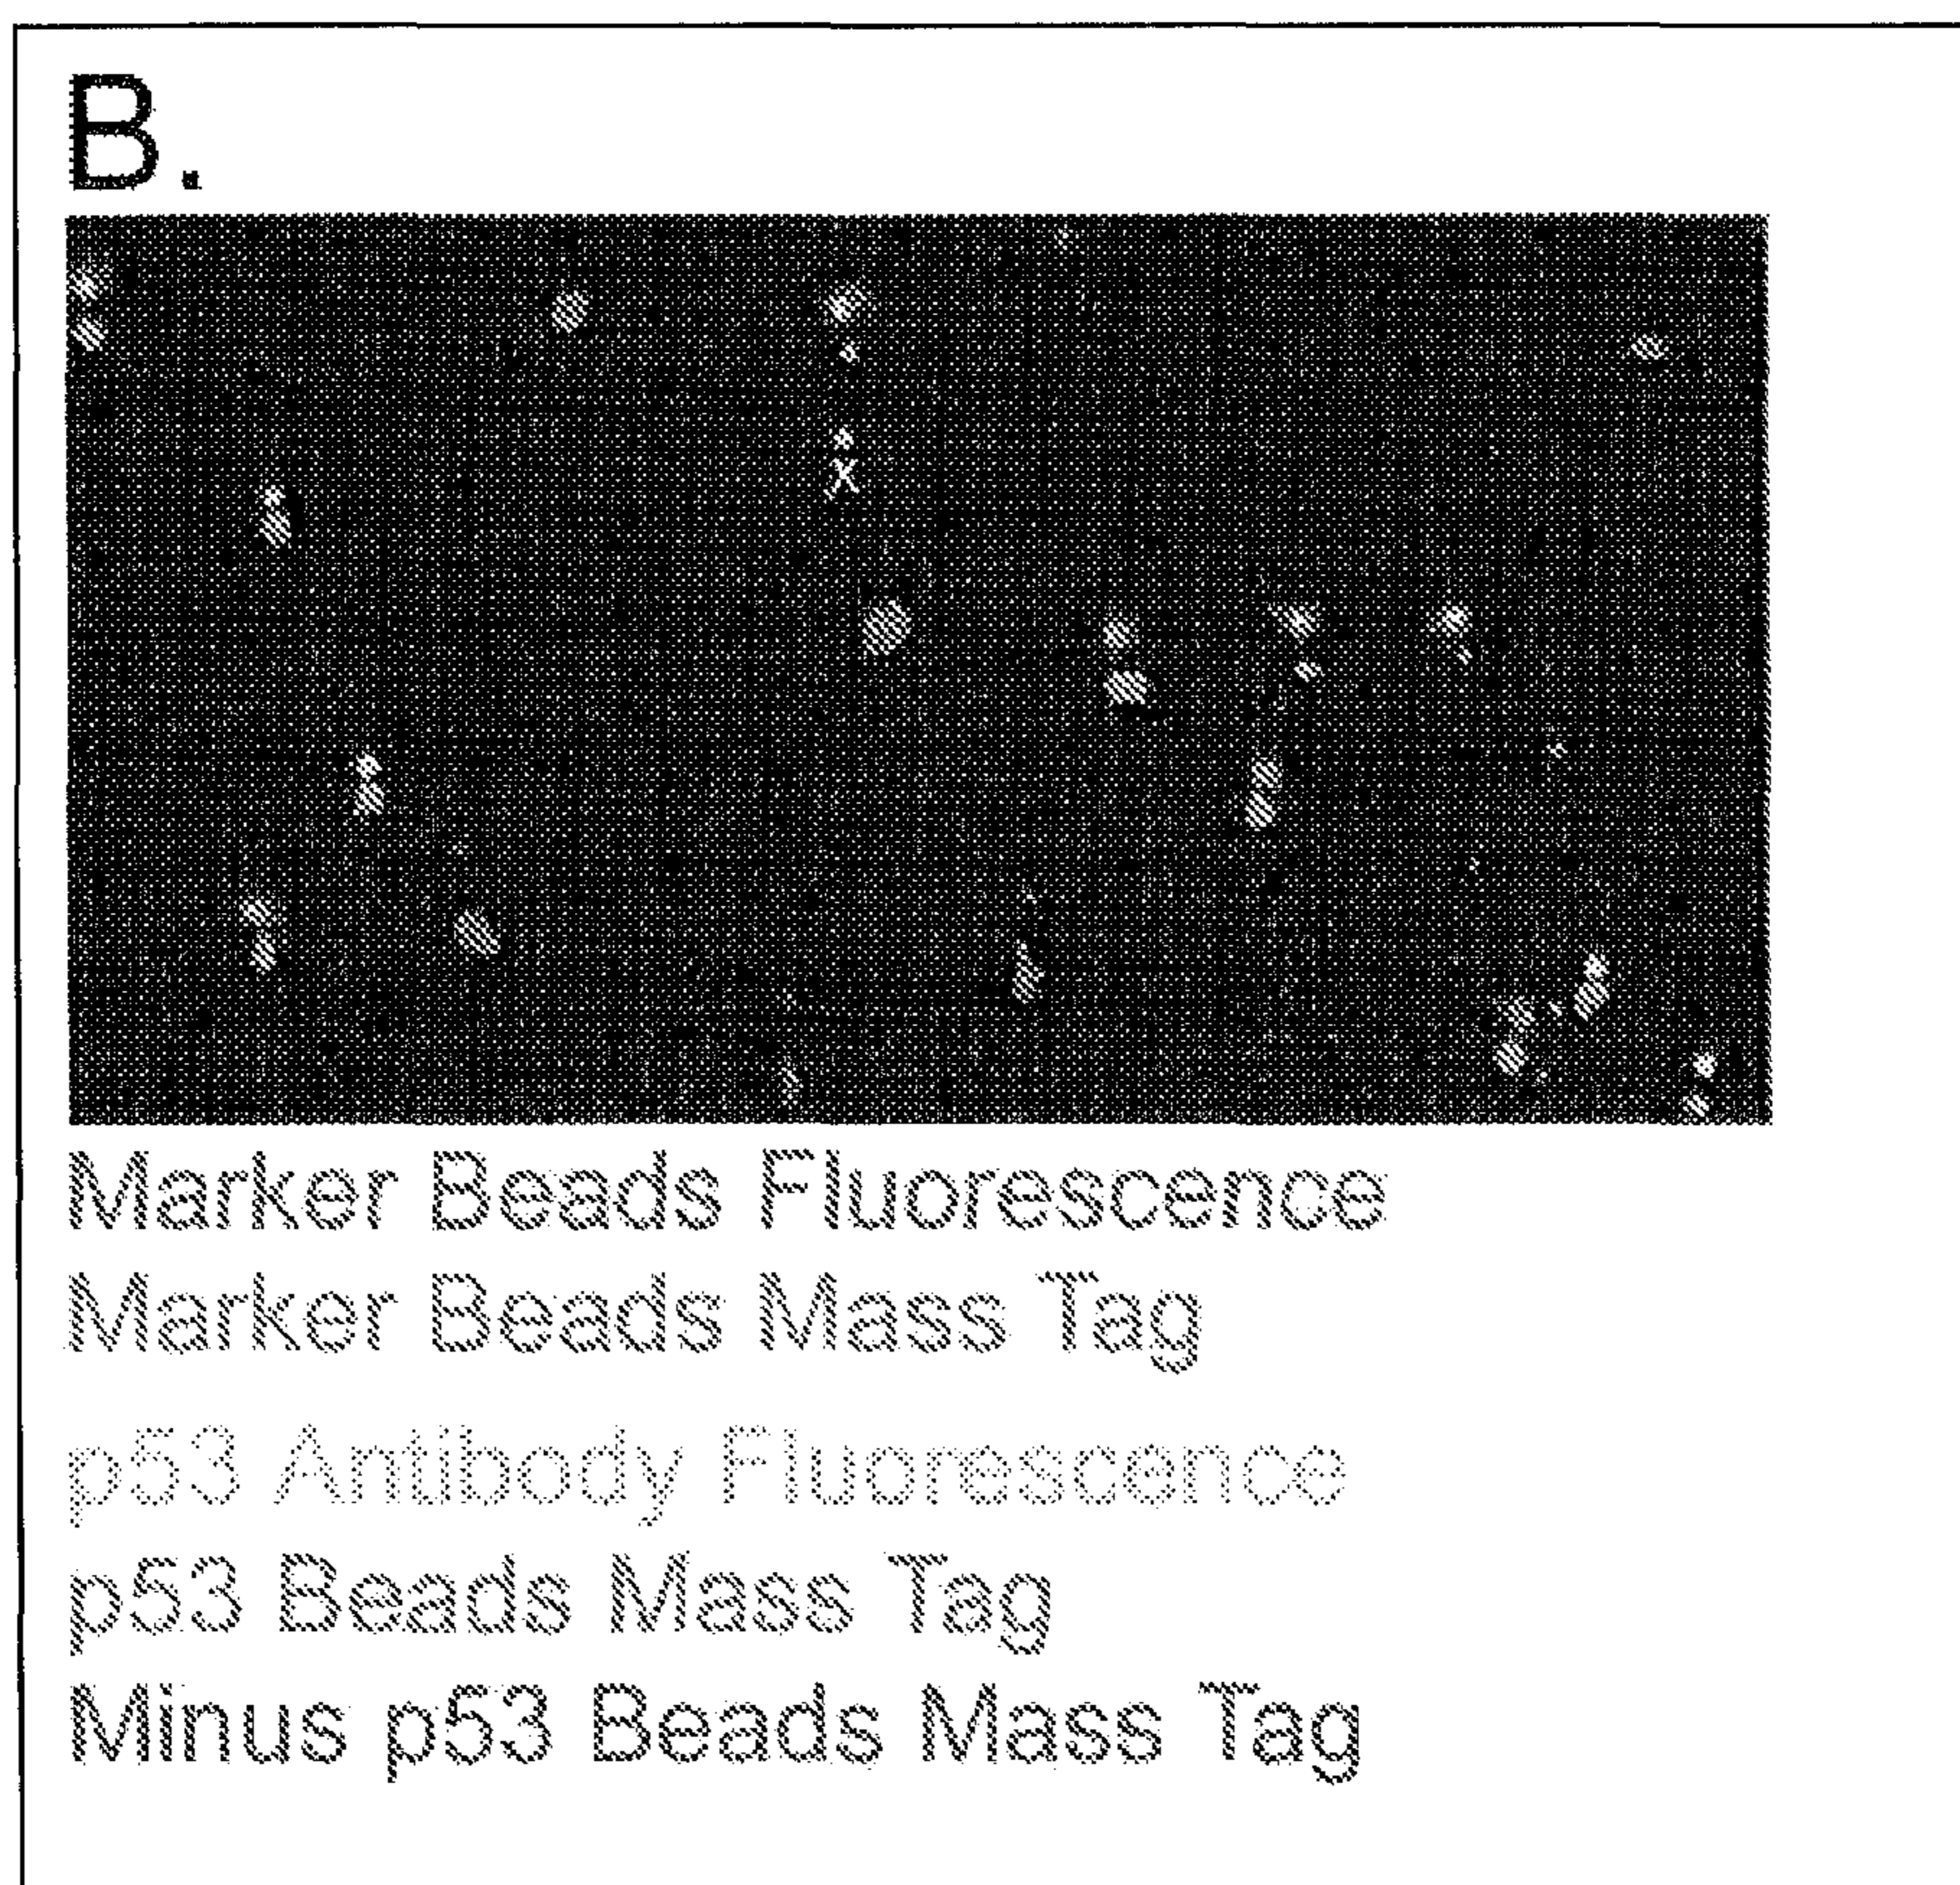 B.
x
Marker Beads Fluorescence
Marker Beads Mass Tag
p53 Antibody Fluorescence
p53 Beads Mass Tag
Minus p53 Beads Mass Tag